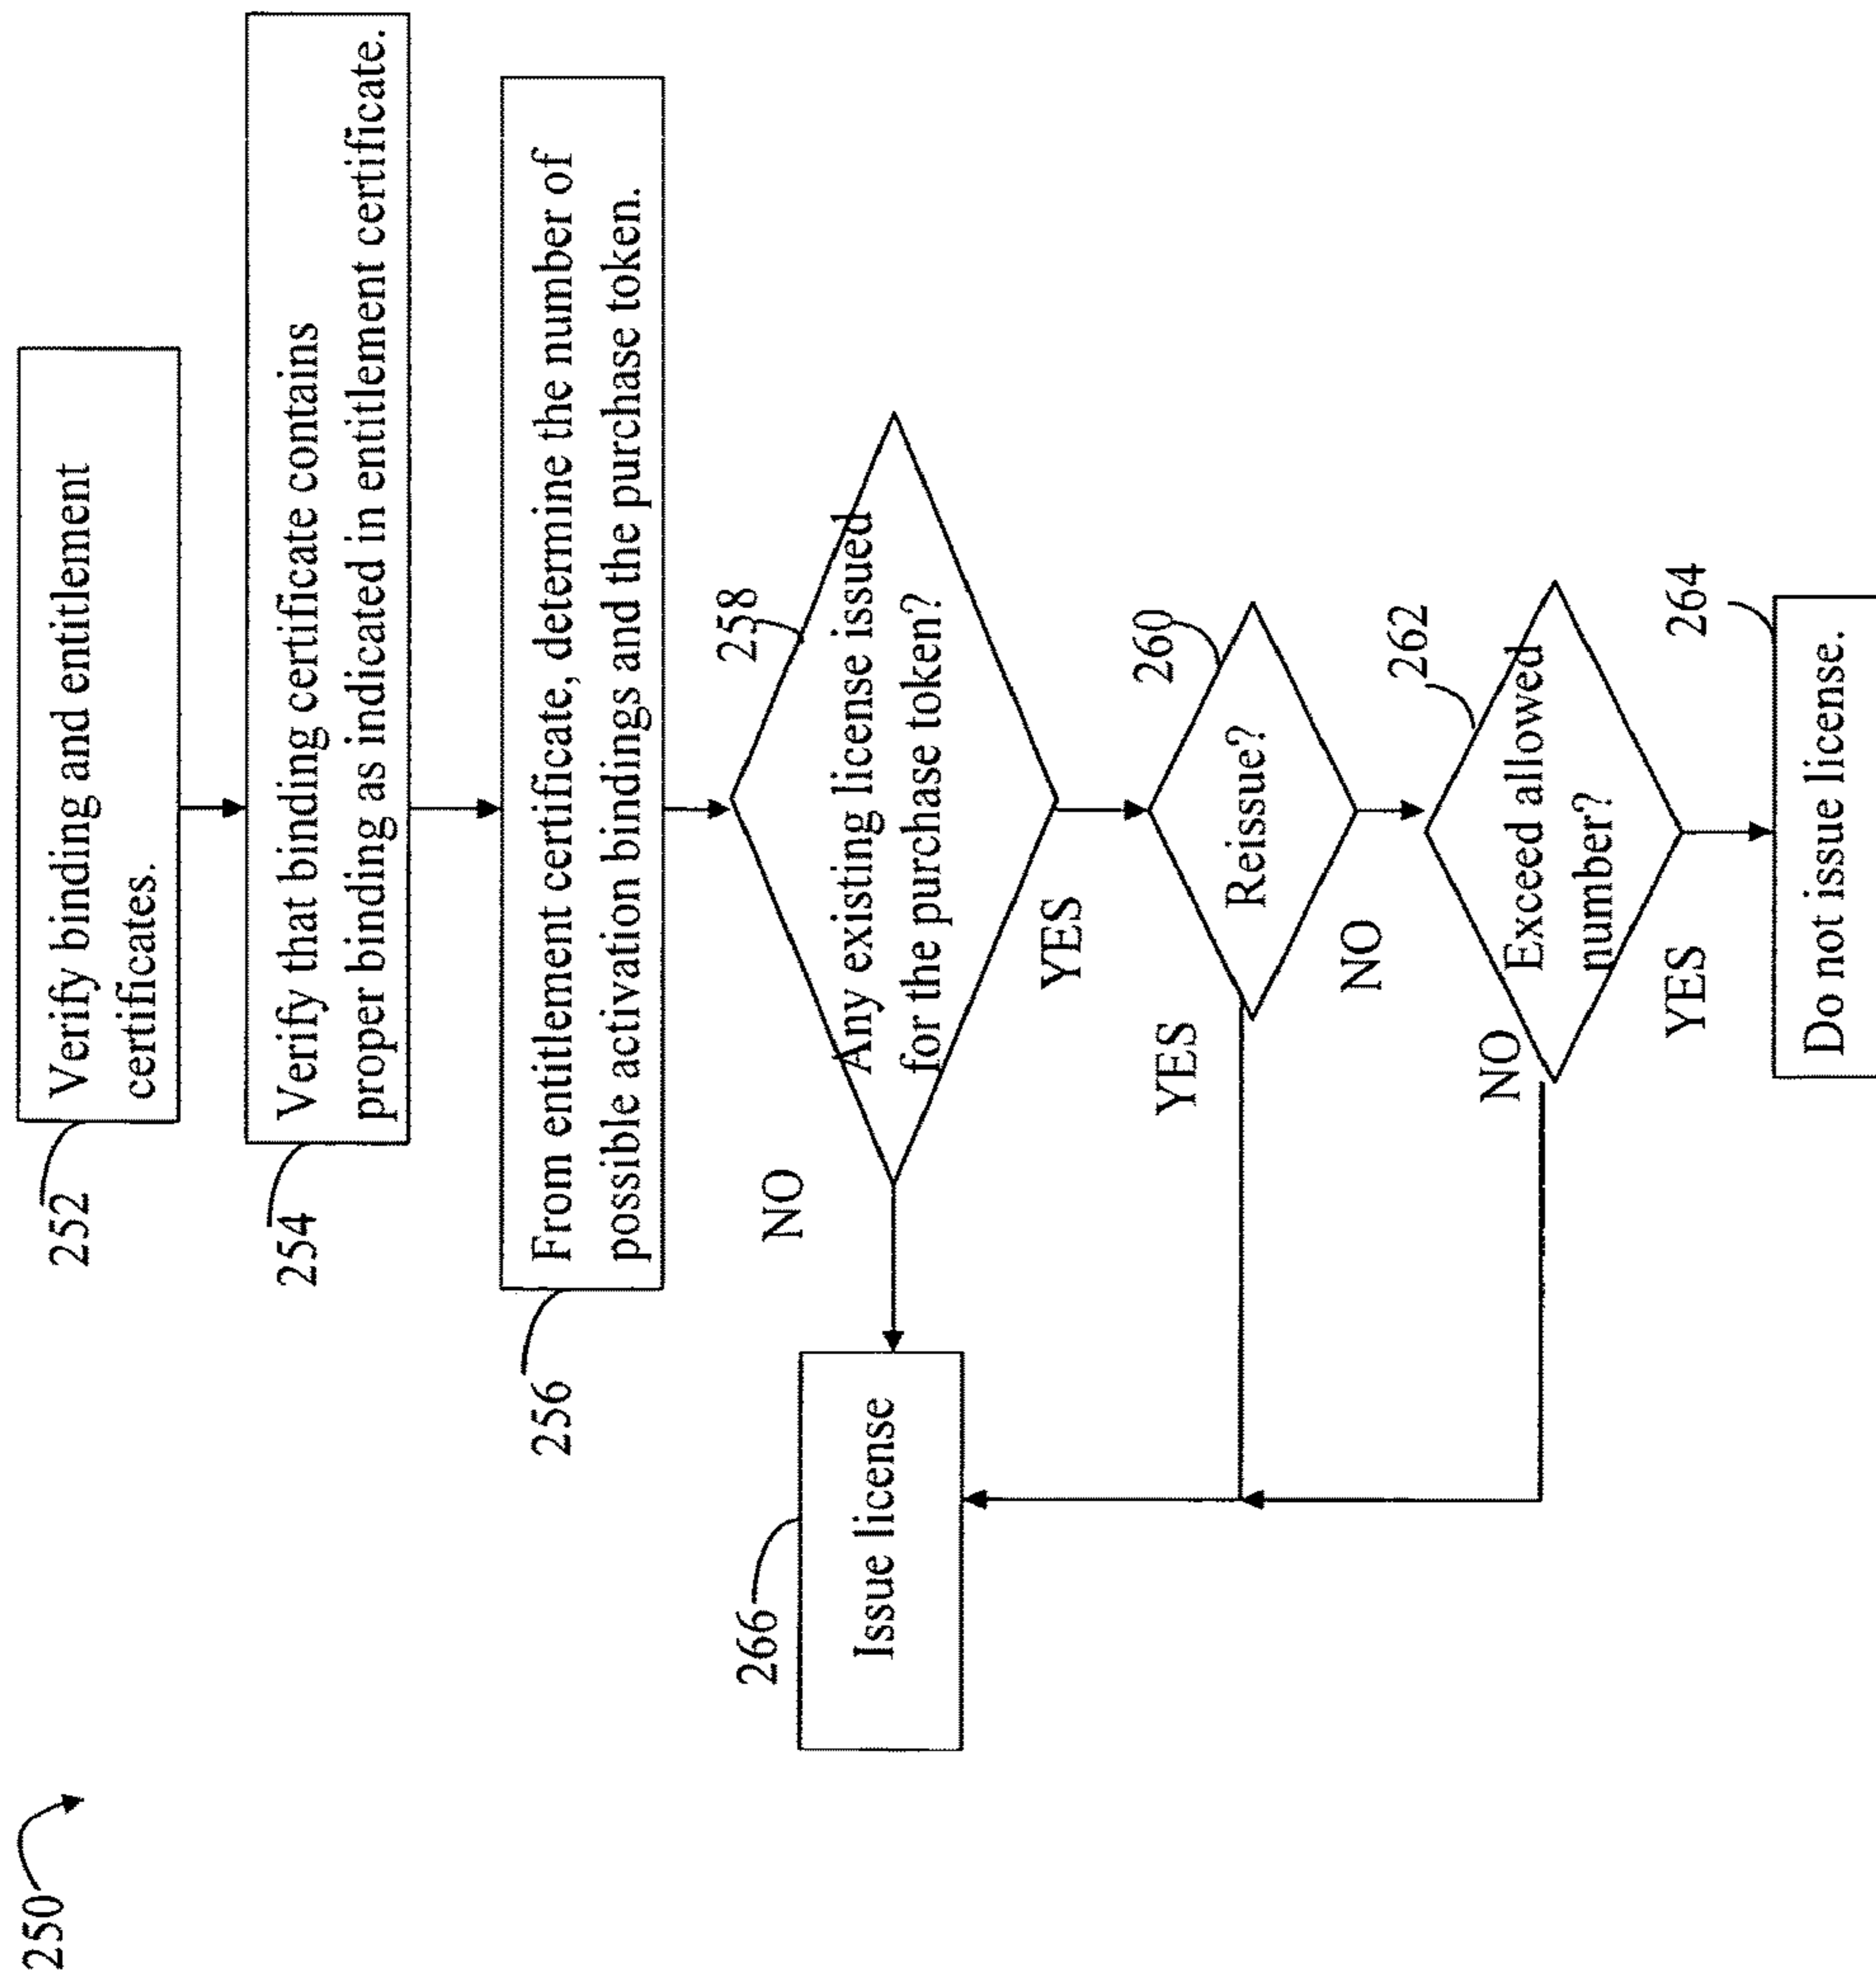 250
252
Verify binding and entitlement
certificates.
254
Verify that binding certificate contains
proper binding as indicated in entitlement certificate.
256
From entitlement certificate, determine the number of
possible activation bindings and the purchase token.
258
Any existing license issued
for the purchase token?
NO
YES
266
Issue license
260
Reissue?
YES
NO
262
Exceed allowed
number?
NO
YES
264
Do not issue license.